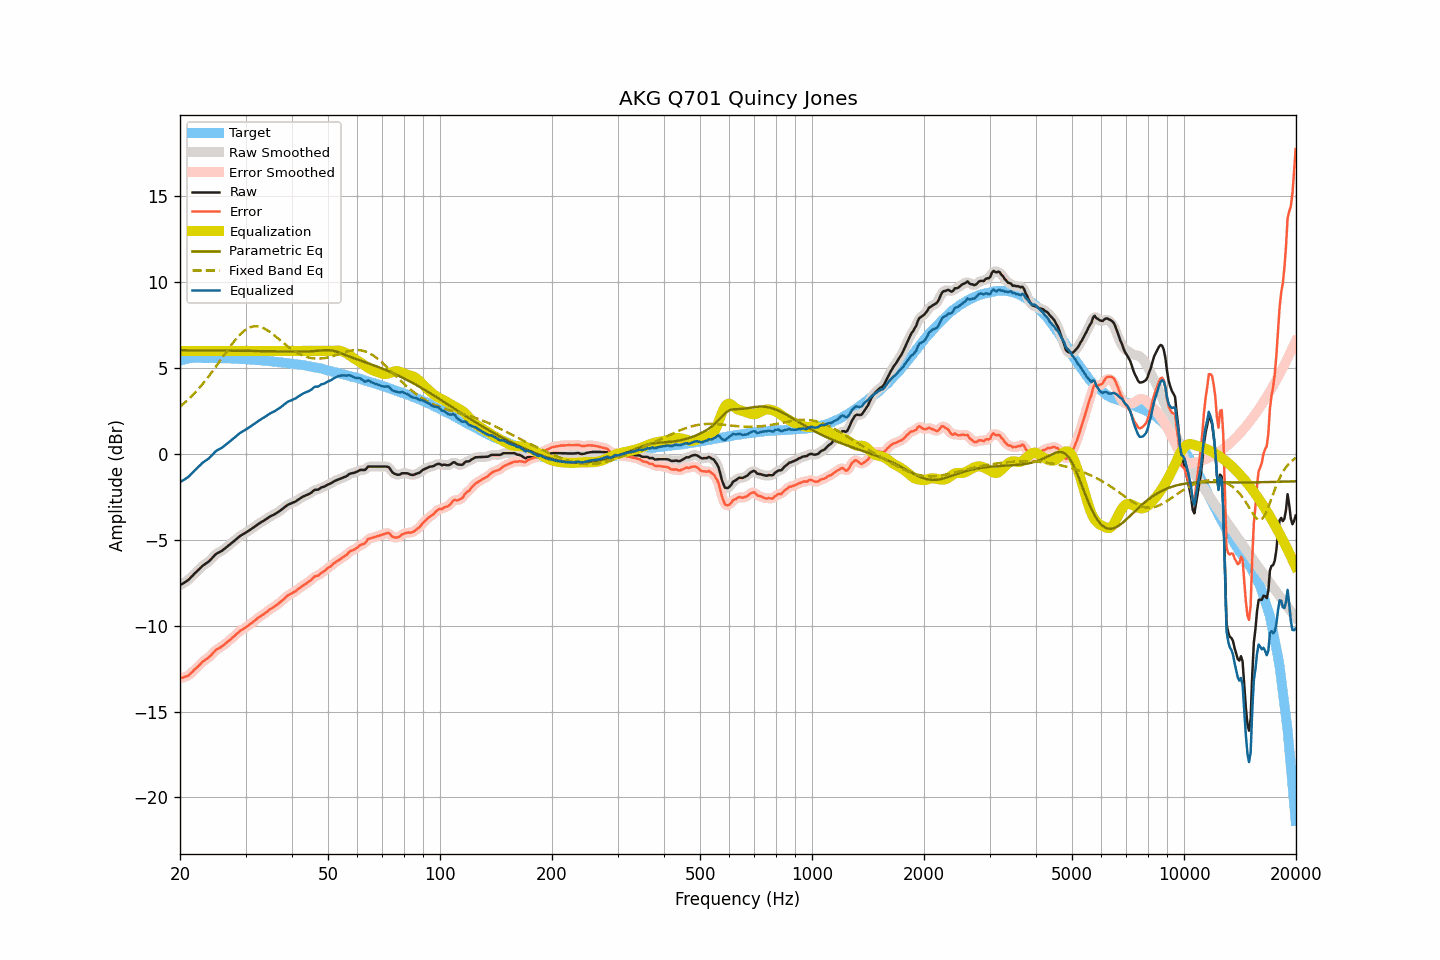 AKG Q701 Quincy Jones
Target
Raw Smoothed
Error Smoothed
Raw
Error
Equalization
Parametric Eq
Fixed Band Eq
Equalized
15
10
5
0
−5
−10
−15
−20
Amplitude (dBr)
20 50 100 200 500 1000 2000 5000 10000 20000
Frequency (Hz)